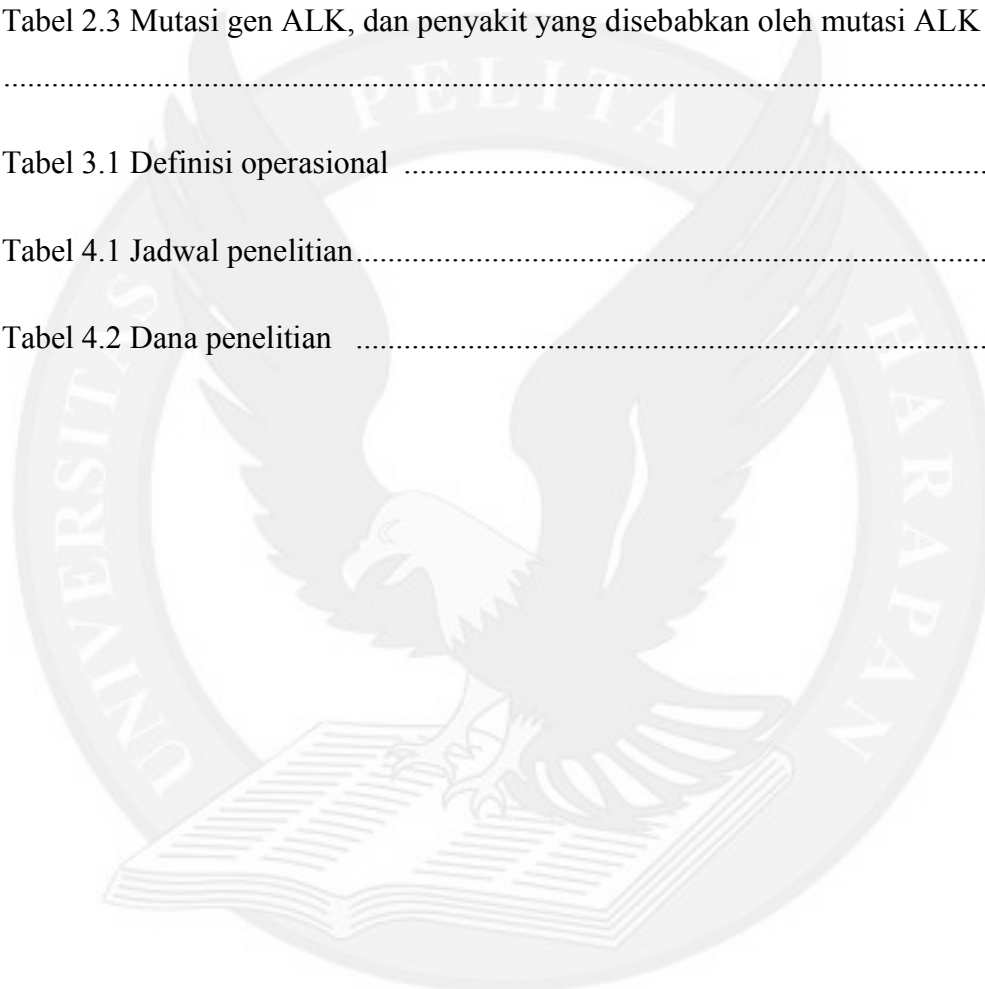 Tabel 2.3 Mutasi gen ALK, dan penyakit yang disebabkan oleh mutasi ALK
....................................................................................................................................
Tabel 3.1 Definisi operasional ..............................................................................
Tabel 4.1 Jadwal penelitian.....................................................................................
Tabel 4.2 Dana penelitian .....................................................................................
UNIVERSITAS PELITA HARAPAN